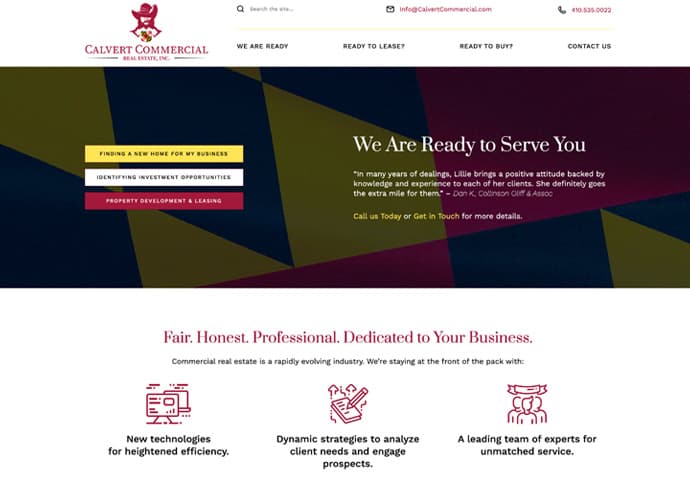 CALVERT COMMERCIAL
REAL ESTATE, INC.
Search the site...
Info@CalvertCommercial.com
410.535.0022
WE ARE READY
READY TO LEASE?
READY TO BUY?
CONTACT US
FINDING A NEW HOME FOR MY BUSINESS
IDENTIFYING INVESTMENT OPPORTUNITIES
PROPERTY DEVELOPMENT & LEASING
We Are Ready to Serve You
"In many years of dealings, Lillie brings a positive attitude backed by
knowledge and experience to each of her clients. She definitely goes
the extra mile for them." – Dan K, Collinson Oliff & Assoc
Call us Today or Get in Touch for more details.
Fair. Honest. Professional. Dedicated to Your Business.
Commercial real estate is a rapidly evolving industry. We're staying at the front of the pack with:
New technologies
for heightened efficiency.
Dynamic strategies to analyze
client needs and engage
prospects.
A leading team of experts for
unmatched service.